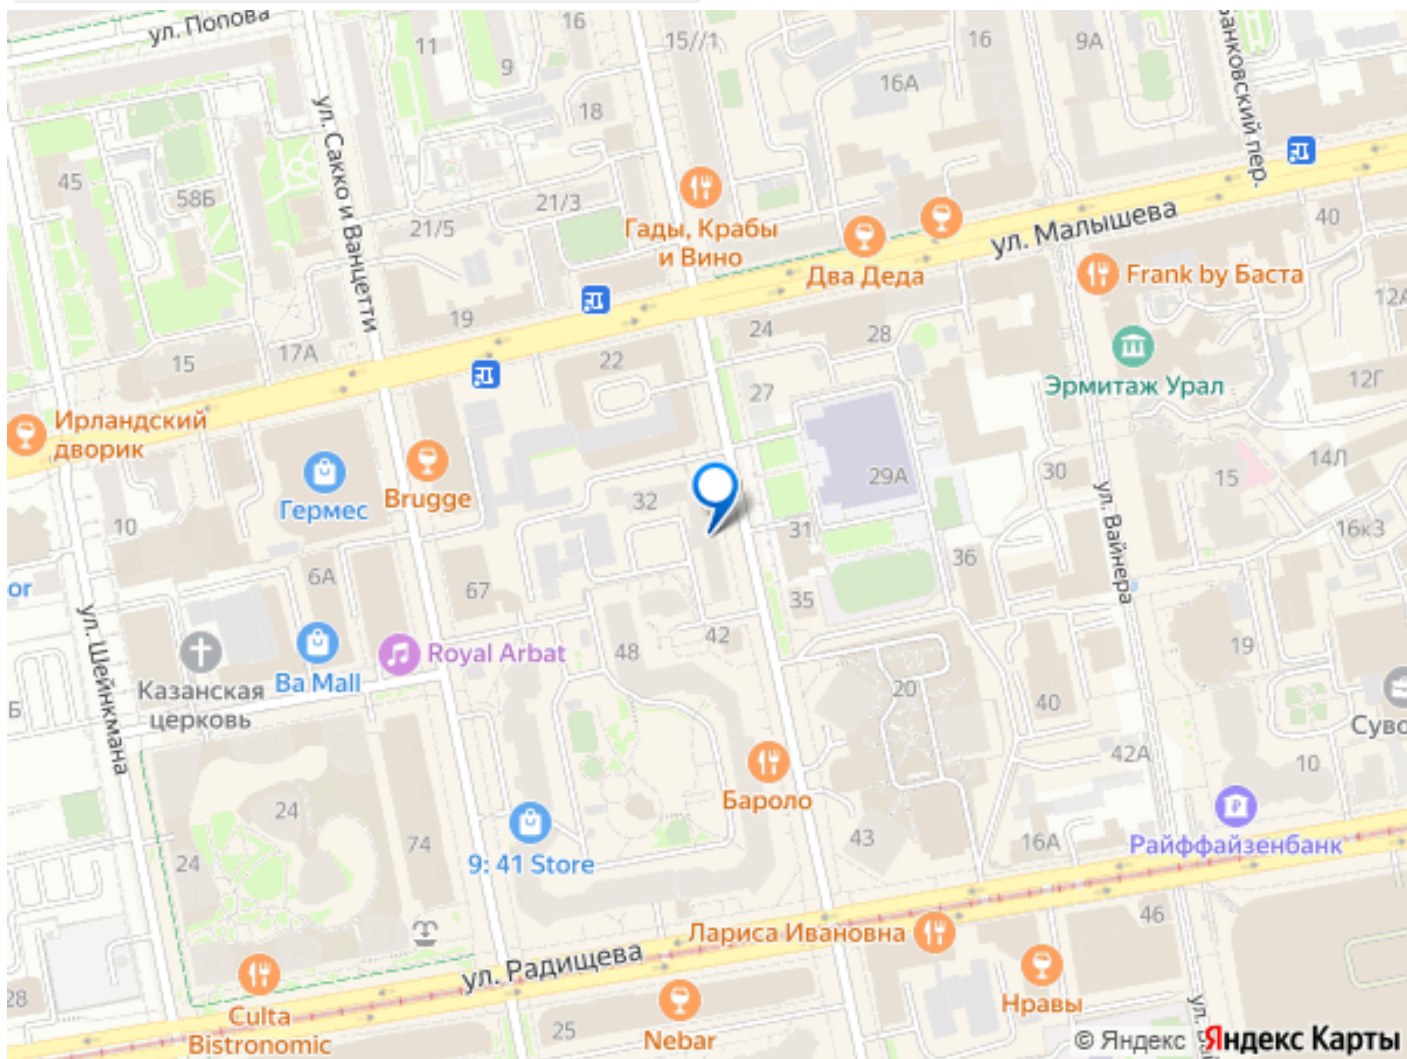 ул. Попова
16
11
9
15//1
16
9А
16А
18
ул. Сакко и Ванцетти
45
58Б
21/3
21/5
Гады, Крабы
и Вино
Два Деда
ул. Малышева
40
Frank by Баста
12А
19
24
28
17А
15
22
27
Эрмитаж Урал
12Г
Ирландский
дворик
Гермес
Brugge
10
32
29А
30
15
14Л
16к3
ул. Вайнера
31
36
6А
67
35
ул. Шейнкмана
Казанская
церковь
Ba Mall
Royal Arbat
48
42
20
40
19
42А
10
Бароло
24
24
74
9: 41 Store
43
16А
Райффайзенбанк
46
Лариса Ивановна
ул. Радищева
Нравы
28
Culta
Bistronomic
25
Nebar
© Яндекс Яндекс Карты